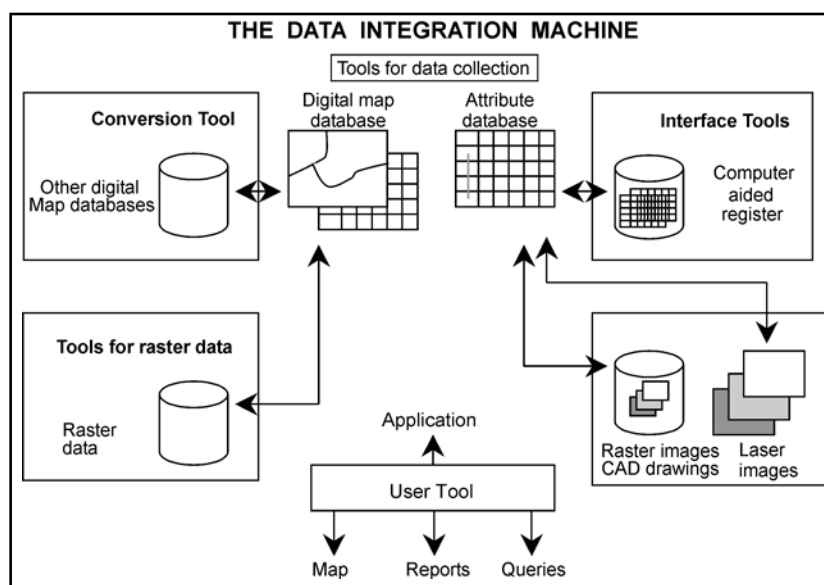 THE DATA INTEGRATION MACHINE
Tools for data collection
Conversion Tool
Other digital
Map databases
Digital map
database
Attribute
database
Interface Tools
Computer
aided
register
Tools for raster data
Raster
data
Application
User Tool
Map
Reports
Queries
Raster images
CAD drawings
Laser
images